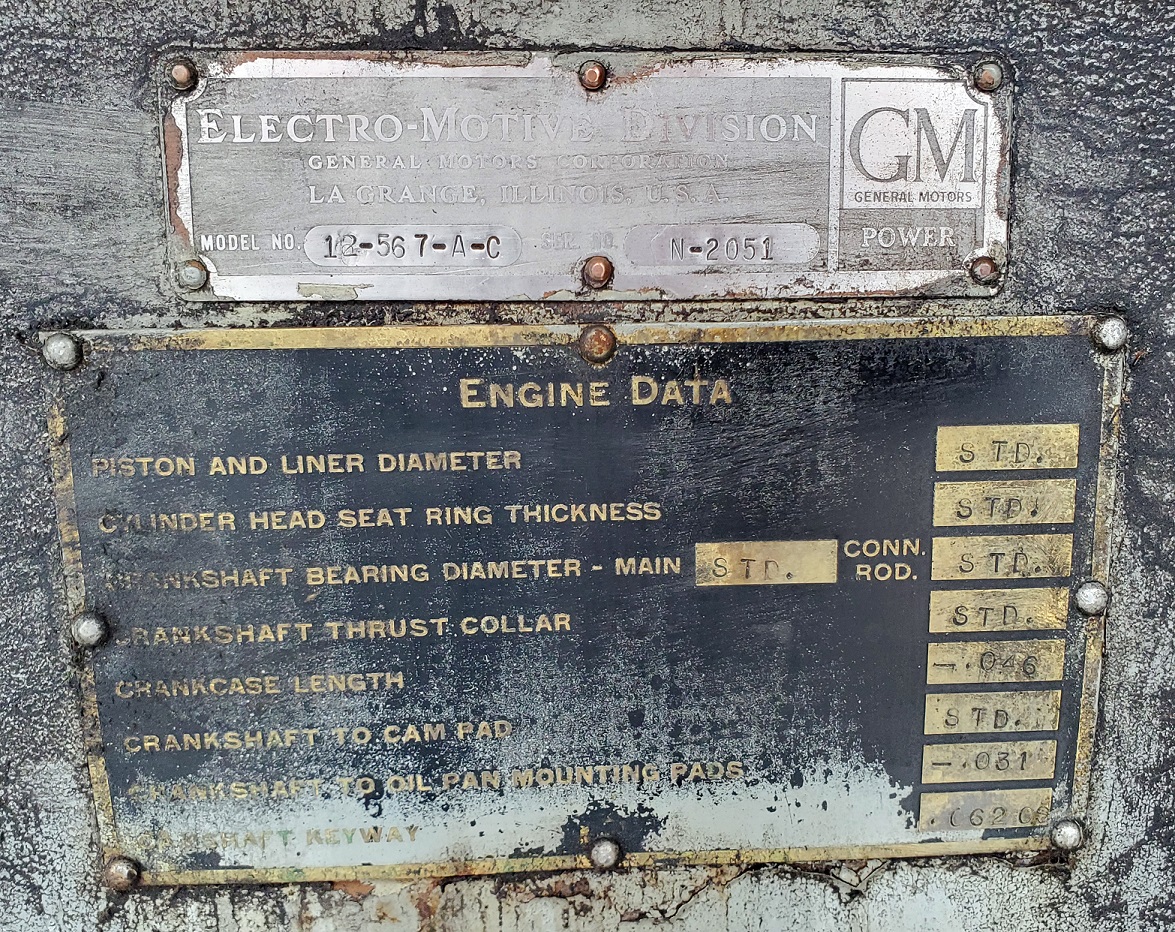 ELECTRO-MOTIVE DIVISION
GENERAL MOTORS CORPORATION
LA GRANGE, ILLINOIS, U.S.A.
MODEL NO. 12-567-A-C SER. NO. N-2051
GM
GENERAL MOTORS
POWER
ENGINE DATA
PISTON AND LINER DIAMETER STD.
CYLINDER HEAD SEAT RING THICKNESS STD.
CRANKSHAFT BEARING DIAMETER - MAIN STD. CONN. ROD. STD.
CRANKSHAFT THRUST COLLAR STD.
CRANKCASE LENGTH -.046
CRANKSHAFT TO CAM PAD STD.
CRANKSHAFT TO OIL PAN MOUNTING PADS -.031
KEYWAY